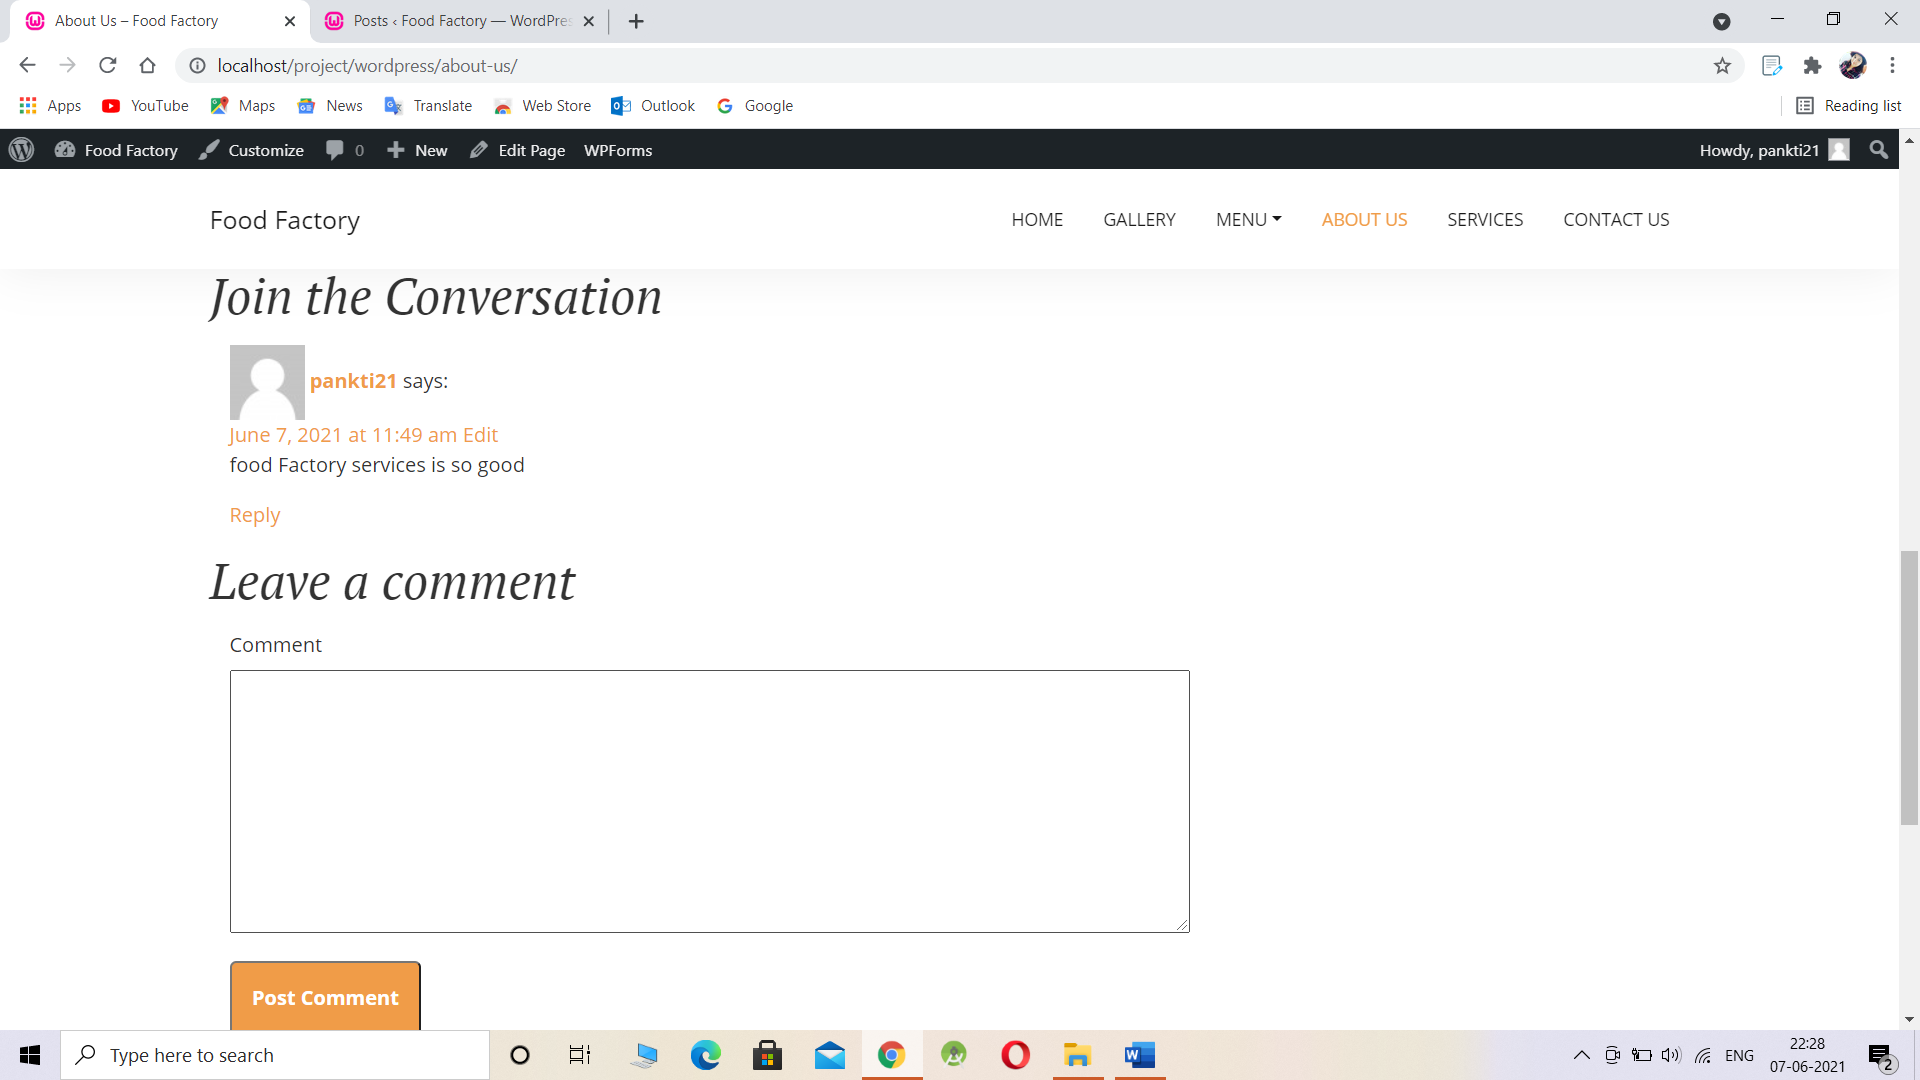 About Us – Food Factory
Posts ‹ Food Factory — WordPres
localhost/project/wordpress/about-us/
Apps YouTube Maps News Translate Web Store Outlook Google Reading list
Food Factory Customize 0 New Edit Page WPForms Howdy, pankti21
Food Factory HOME GALLERY MENU ABOUT US SERVICES CONTACT US
Join the Conversation
pankti21 says:
June 7, 2021 at 11:49 am Edit
food Factory services is so good
Reply
Leave a comment
Comment
Post Comment
Type here to search
ENG
22:28
07-06-2021
2